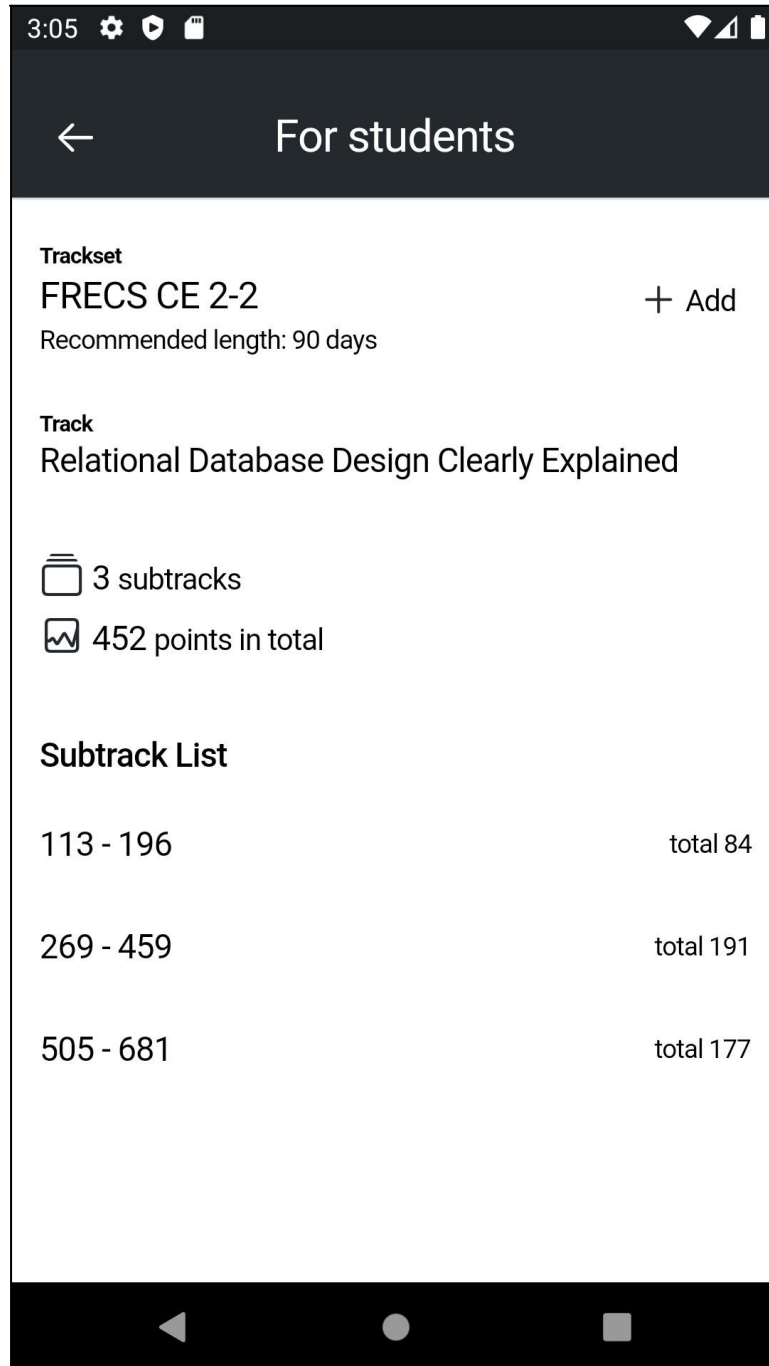 3:05
For students
Trackset
FRECS CE 2-2
+ Add
Recommended length: 90 days
Track
Relational Database Design Clearly Explained
3 subtracks
452 points in total
Subtrack List
113 - 196 total 84
269 - 459 total 191
505 - 681 total 177